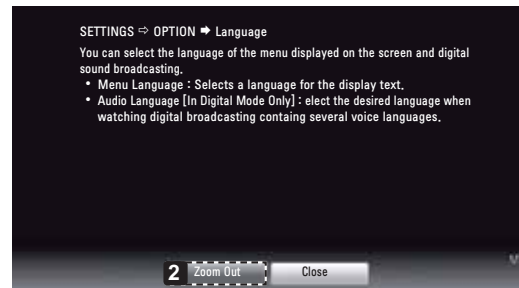 SETTINGS ⇨ OPTION ➡ Language
You can select the language of the menu displayed on the screen and digital
sound broadcasting.
• Menu Language : Selects a language for the display text.
• Audio Language [In Digital Mode Only] : elect the desired language when
watching digital broadcasting containg several voice languages.
2 Zoom Out Close